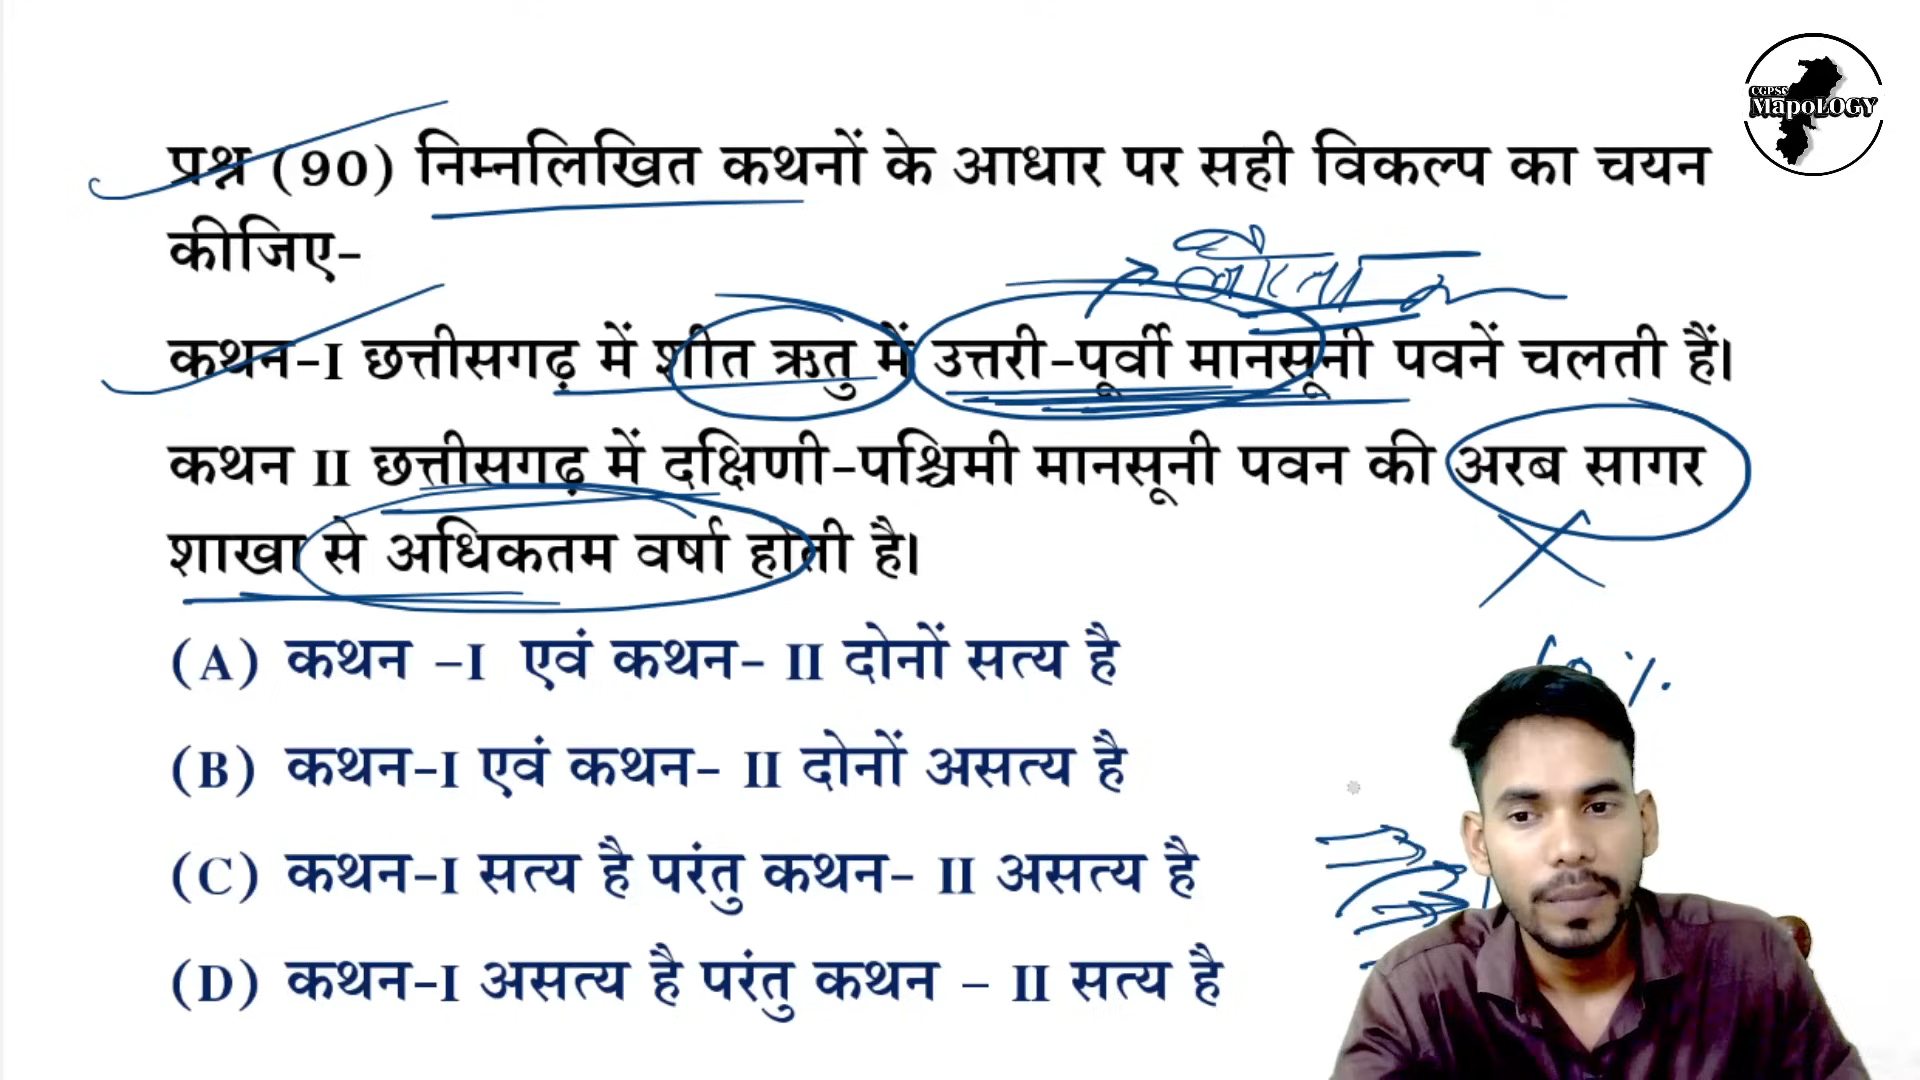 CGPSC
MapoLOGY
प्रश्न (90) निम्नलिखित कथनों के आधार पर सही विकल्प का चयन
कीजिए-
कथन-I छत्तीसगढ़ में शीत ऋतु में उत्तरी-पूर्वी मानसूनी पवनें चलती हैं।
कथन II छत्तीसगढ़ में दक्षिणी-पश्चिमी मानसूनी पवन की अरब सागर
शाखा से अधिकतम वर्षा होती है।
(A) कथन –I एवं कथन- II दोनों सत्य है
(B) कथन-I एवं कथन- II दोनों असत्य है
(C) कथन-I सत्य है परंतु कथन- II असत्य है
(D) कथन-I असत्य है परंतु कथन – II सत्य है